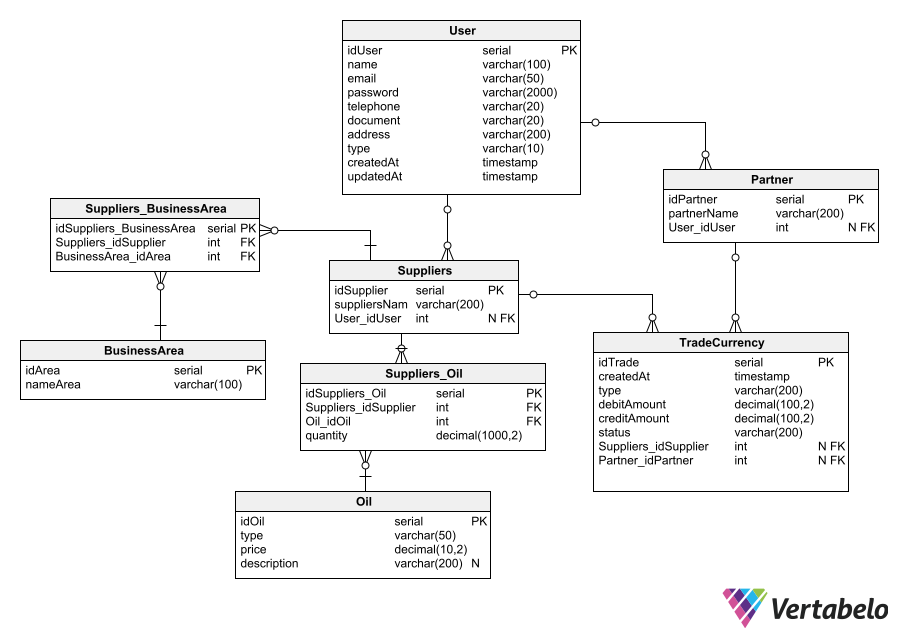 User
idUser serial PK
name varchar(100)
email varchar(50)
password varchar(2000)
telephone varchar(20)
document varchar(20)
address varchar(200)
type varchar(10)
createdAt timestamp
updatedAt timestamp
Partner
idPartner serial PK
partnerName varchar(200)
User_idUser int N FK
Suppliers_BusinessArea
idSuppliers_BusinessArea serial PK
Suppliers_idSupplier int FK
BusinessArea_idArea int FK
Suppliers
idSupplier serial PK
suppliersNam varchar(200)
User_idUser int N FK
BusinessArea
idArea serial PK
nameArea varchar(100)
TradeCurrency
idTrade serial PK
createdAt timestamp
type varchar(200)
debitAmount decimal(100,2)
creditAmount decimal(100,2)
status varchar(200)
Suppliers_idSupplier int N FK
Partner_idPartner int N FK
Suppliers_Oil
idSuppliers_Oil serial PK
Suppliers_idSupplier int FK
Oil_idOil int FK
quantity decimal(1000,2)
Oil
idOil serial PK
type varchar(50)
price decimal(10,2)
description varchar(200) N
Vertabelo